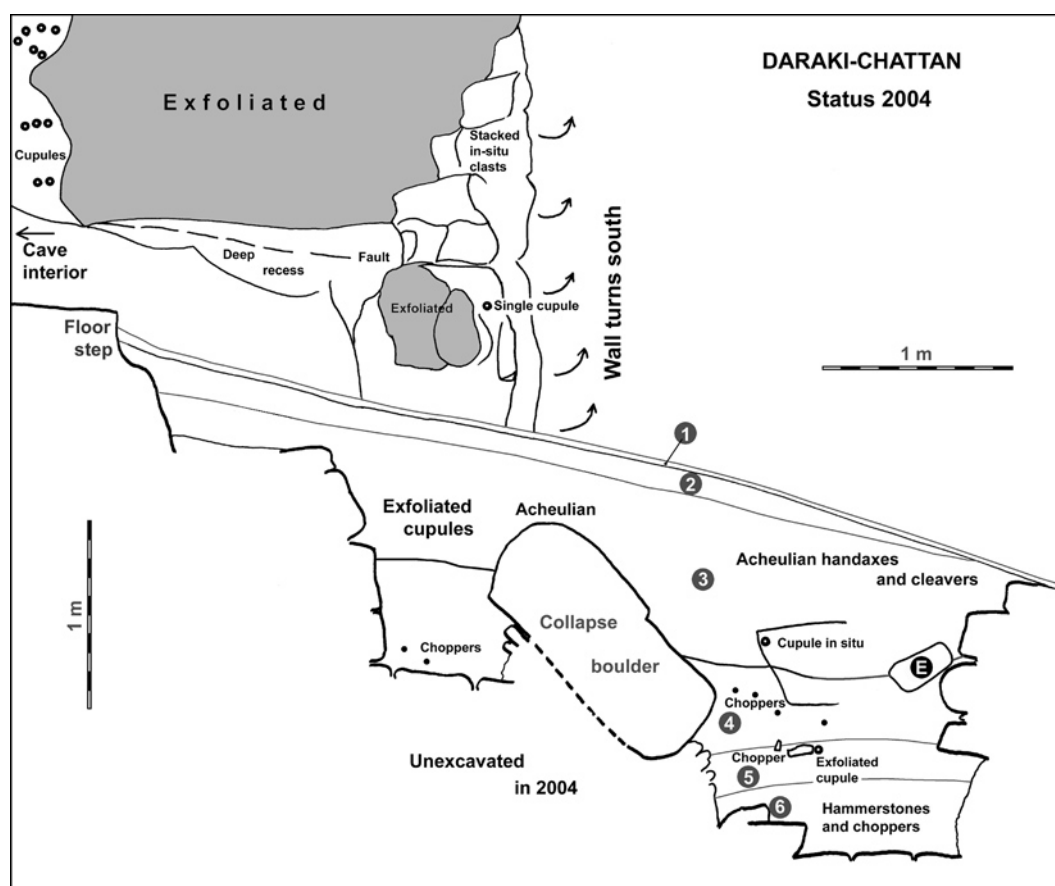 DARAKI-CHATTAN
Status 2004
Exfoliated
Cupules
Stacked
in-situ
clasts
Cave
interior
Deep
recess
Fault
Exfoliated
Single cupule
Wall turns south
1 m
Floor
step
1
2
Exfoliated
cupules
Acheulian
3
Acheulian handaxes
and cleavers
1 m
Choppers
Collapse
boulder
Cupule in situ
E
Choppers
4
Chopper
Exfoliated
cupule
5
Unexcavated
in 2004
6
Hammerstones
and choppers